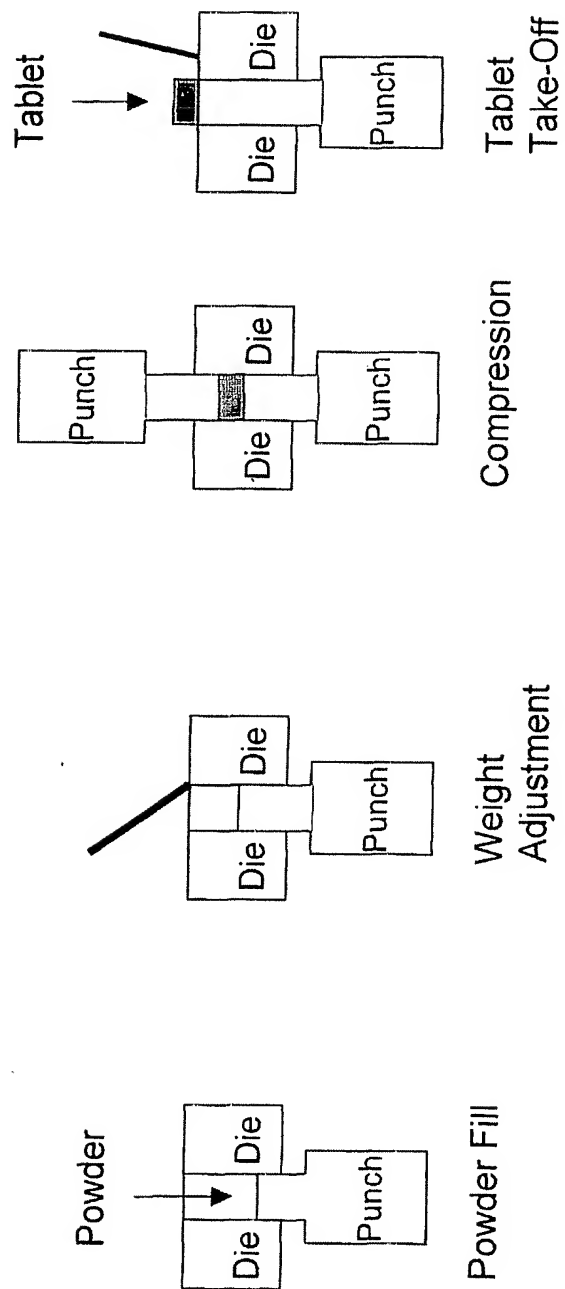 Powder
Die
Die
Punch
Powder Fill
Die
Die
Punch
Weight
Adjustment
Punch
Die
Die
Punch
Compression
Tablet
Die
Die
Punch
Tablet
Take-Off